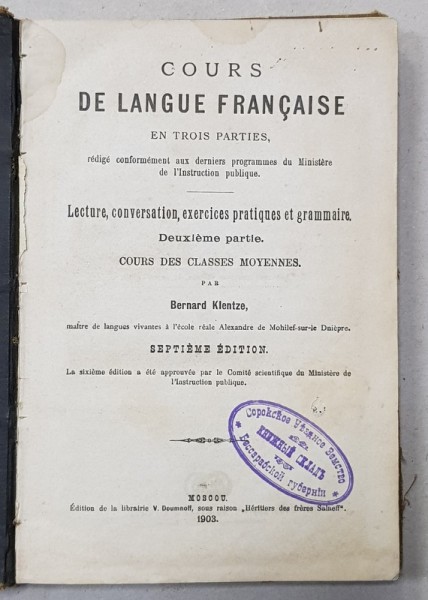 COURS
DE LANGUE FRANÇAISE
EN TROIS PARTIES,
rédigé conformément aux derniers programmes du Ministère
de l'Instruction publique.
Lecture, conversation, exercices pratiques et grammaire.
Deuxième partie.
COURS DES CLASSES MOYENNES.
PAR
Bernard Klentze,
maître de langues vivantes à l'école réale Alexandre de Mohilef-sur-le Dnièpre.
SEPTIÈME ÉDITION.
La sixième édition a été approuvée par le Comité scientifique du Ministère de
l'Instruction publique.
Сорокское Уѣздное Земство
КНИЖНЫЙ СКЛАДЪ
Бессарабской губерніи
MOSCOU.
Édition de la librairie V. Doumnoff, sous raison „Héritiers des frères Salaeff".
1903.